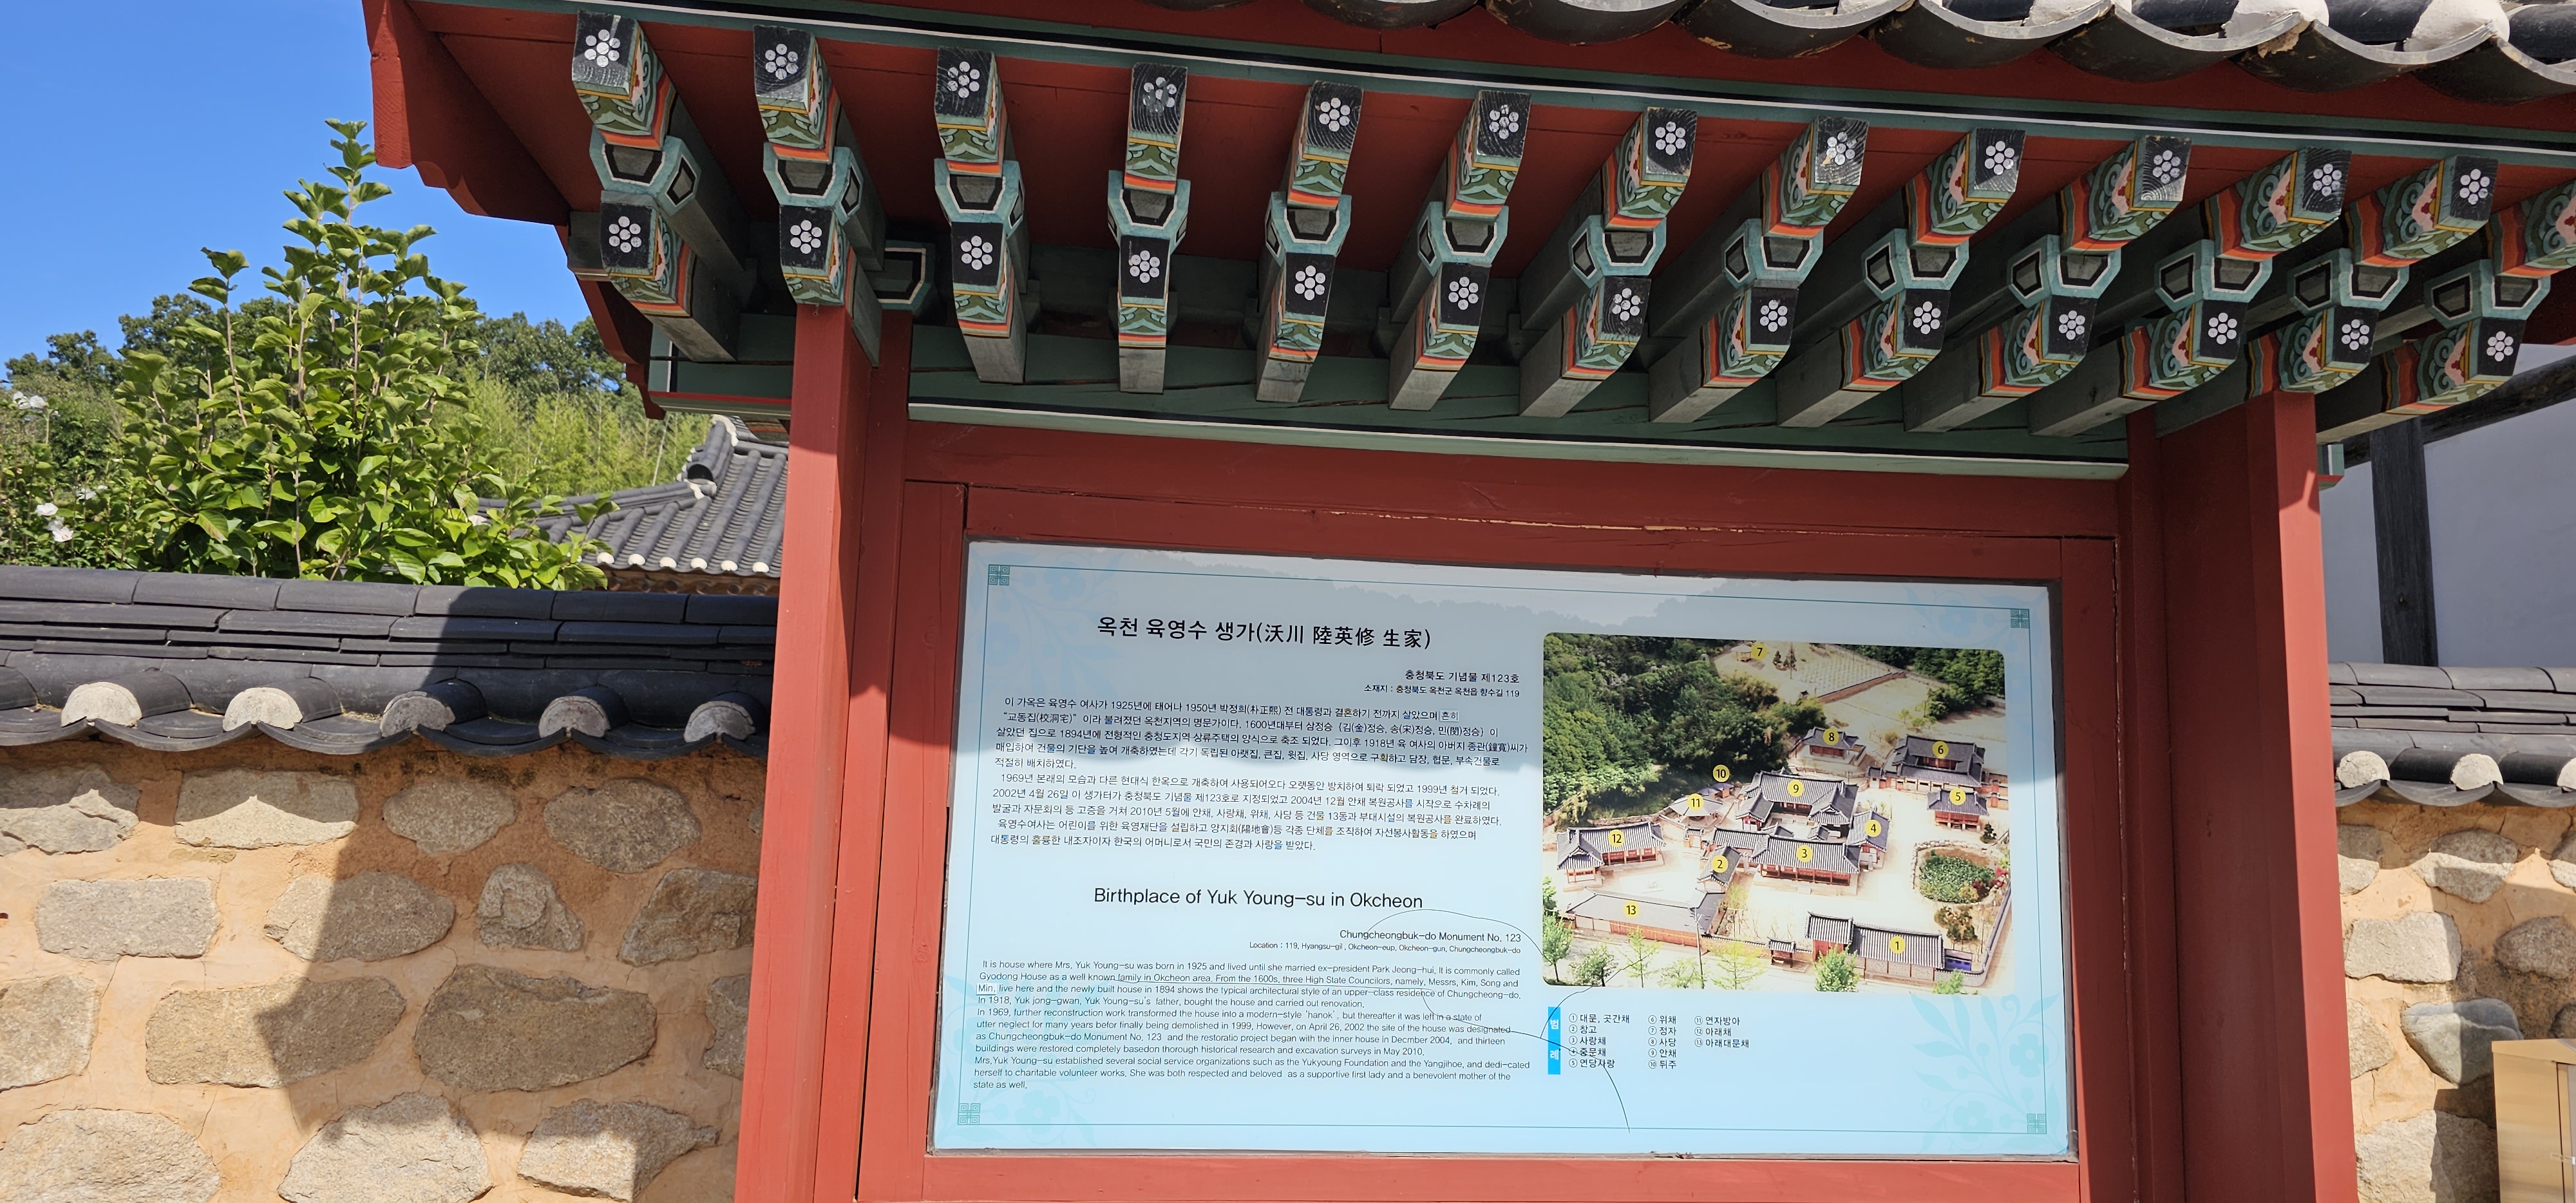 옥천 육영수 생가(沃川 陸英修 生家)
충청북도 기념물 제123호
소재지 : 충청북도 옥천군 옥천읍 향수길 119
이 가옥은 육영수 여사가 1925년에 태어나 1950년 박정희(朴正熙) 전 대통령과 결혼하기 전까지 살았으며 흔히
“교동집(校洞宅)” 이라 불려졌던 옥천지역의 명문가이다. 1600년대부터 삼정승 (김(金)정승, 송(宋)정승, 민(閔)정승) 이
살았던 집으로 1894년에 전형적인 충청도지역 상류주택의 양식으로 축조 되었다. 그이후 1918년 육 여사의 아버지 종관(鐘寬)씨가
매입하여 건물의 기단을 높여 개축하였는데 각기 독립된 아랫집, 큰집, 윗집, 사당 영역으로 구획하고 담장, 협문, 부속건물로
적절히 배치하였다.
1969년 본래의 모습과 다른 현대식 한옥으로 개축하여 사용되어오다 오랫동안 방치하여 퇴락 되었고 1999년 철거 되었다.
2002년 4월 26일 이 생가터가 충청북도 기념물 제123호로 지정되었고 2004년 12월 안채 복원공사를 시작으로 수차례의
발굴과 자문회의 등 고증을 거쳐 2010년 5월에 안채, 사랑채, 위채, 사당 등 건물 13동과 부대시설의 복원공사를 완료하였다.
육영수여사는 어린이를 위한 육영재단을 설립하고 양지회(陽地會)등 각종 단체를 조직하여 자선봉사활동을 하였으며
대통령의 훌륭한 내조자이자 한국의 어머니로서 국민의 존경과 사랑을 받았다.
Birthplace of Yuk Young-su in Okcheon
Chungcheongbuk-do Monument No. 123
Location : 119, Hyangsu-gil, Okcheon-eup, Okcheon-gun, Chungcheongbuk-do
It is house where Mrs, Yuk Young-su was born in 1925 and lived until she married ex-president Park Jeong-hui. It is commonly called
Gyodong House as a well known family in Okcheon area. From the 1600s, three High State Councilors, namely, Messrs, Kim, Song and
Min, live here and the newly built house in 1894 shows the typical architectural style of an upper-class residence of Chungcheong-do.
In 1918, Yuk jong-gwan, Yuk Young-su's father, bought the house and carried out renovation.
In 1969, further reconstruction work transformed the house into a modern-style 'hanok', but thereafter it was left in a state of
utter neglect for many years befor finally being demolished in 1999, However, on April 26, 2002 the site of the house was designated
as Chungcheongbuk-do Monument No. 123 and the restoratio project began with the inner house in Decmber 2004, and thirteen
buildings were restored completely basedon thorough historical research and excavation surveys in May 2010.
Mrs,Yuk Young-su established several social service organizations such as the Yukyoung Foundation and the Yangjihoe, and dedi-cated
herself to charitable volunteer works. She was both respected and beloved as a supportive first lady and a benevolent mother of the
state as well.
7
8
6
10
9
11
5
4
12
3
2
13
1
범례
① 대문, 곳간채
② 창고
③ 사랑채
④ 중문채
⑤ 연당사랑
⑥ 위채
⑦ 정자
⑧ 사당
⑨ 안채
⑩ 뒤주
⑪ 연자방아
⑫ 아래채
⑬ 아래대문채